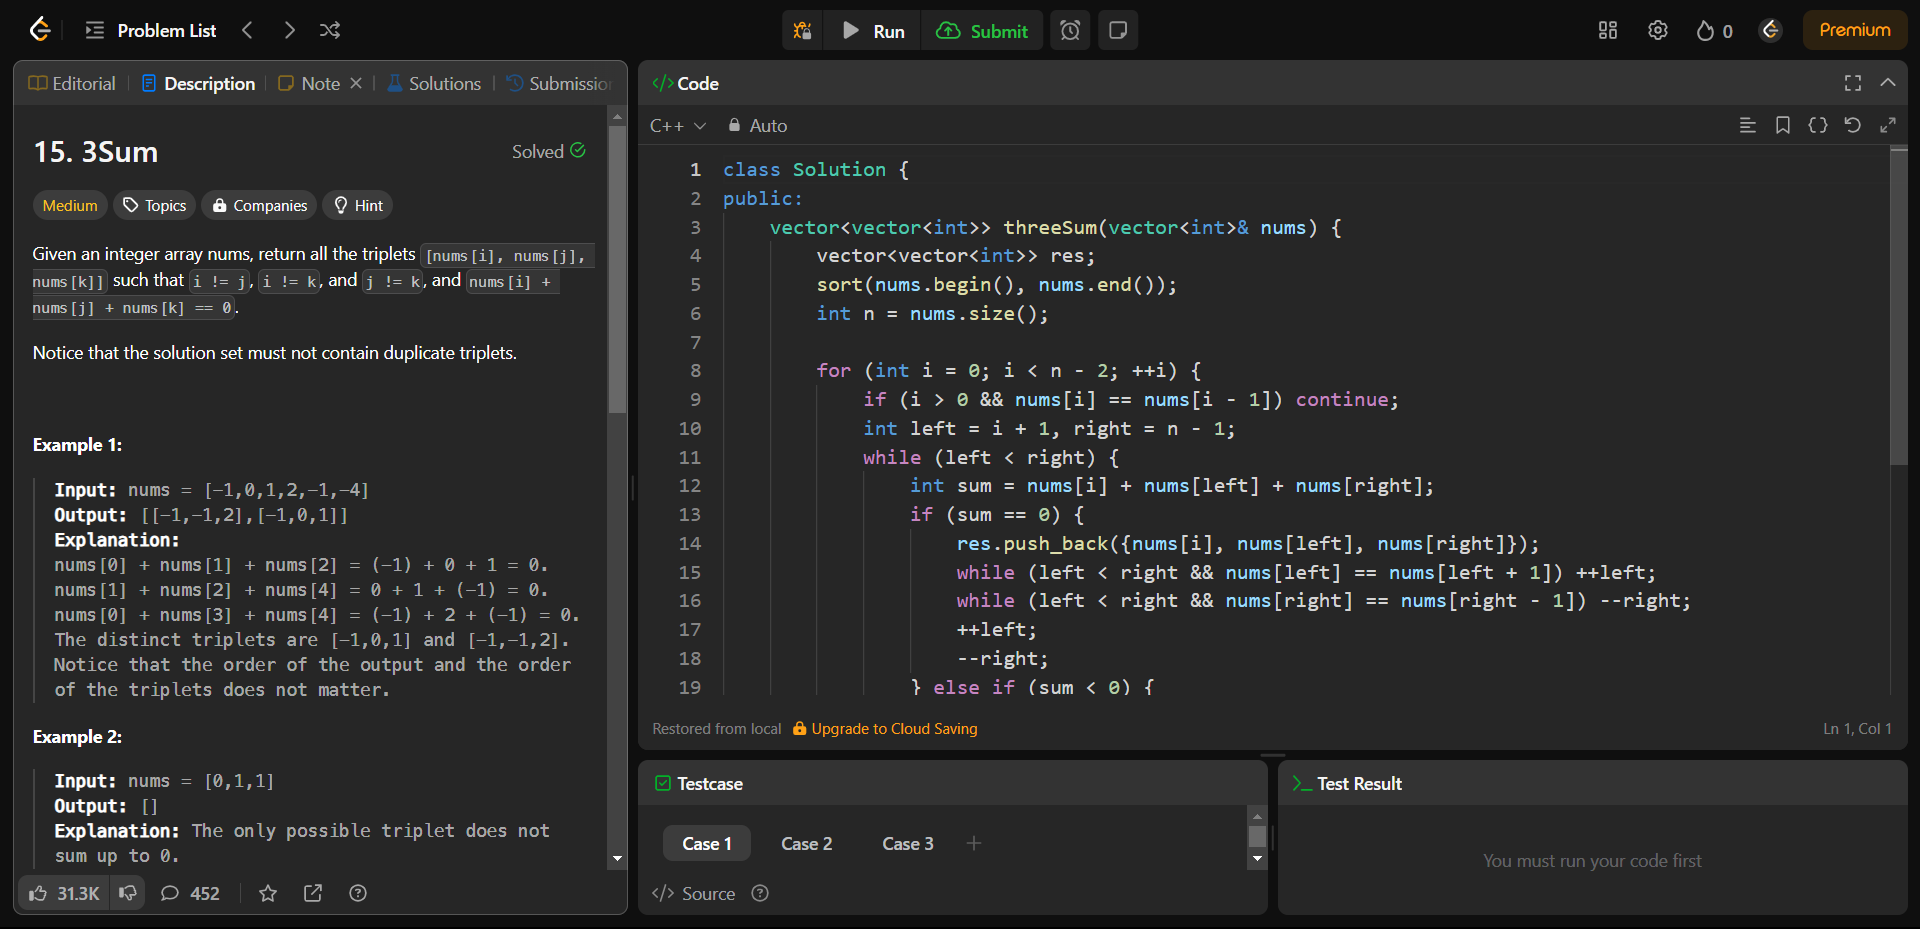 Problem List
Run
Submit
0
Premium
Editorial
Description
Note
Solutions
Submission
15. 3Sum
Solved
Medium
Topics
Companies
Hint
Given an integer array nums, return all the triplets [nums[i], nums[j],
nums[k]] such that i != j, i != k, and j != k, and nums[i] +
nums[j] + nums[k] == 0.
Notice that the solution set must not contain duplicate triplets.
Example 1:
Input: nums = [-1,0,1,2,-1,-4]
Output: [[-1,-1,2],[-1,0,1]]
Explanation:
nums[0] + nums[1] + nums[2] = (-1) + 0 + 1 = 0.
nums[1] + nums[2] + nums[4] = 0 + 1 + (-1) = 0.
nums[0] + nums[3] + nums[4] = (-1) + 2 + (-1) = 0.
The distinct triplets are [-1,0,1] and [-1,-1,2].
Notice that the order of the output and the order
of the triplets does not matter.
Example 2:
Input: nums = [0,1,1]
Output: []
Explanation: The only possible triplet does not
sum up to 0.
31.3K
452
</> Code
C++
Auto
1 class Solution {
2 public:
3 vector<vector<int>> threeSum(vector<int>& nums) {
4 vector<vector<int>> res;
5 sort(nums.begin(), nums.end());
6 int n = nums.size();
7
8 for (int i = 0; i < n - 2; ++i) {
9 if (i > 0 && nums[i] == nums[i - 1]) continue;
10 int left = i + 1, right = n - 1;
11 while (left < right) {
12 int sum = nums[i] + nums[left] + nums[right];
13 if (sum == 0) {
14 res.push_back({nums[i], nums[left], nums[right]});
15 while (left < right && nums[left] == nums[left + 1]) ++left;
16 while (left < right && nums[right] == nums[right - 1]) --right;
17 ++left;
18 --right;
19 } else if (sum < 0) {
Restored from local
Upgrade to Cloud Saving
Ln 1, Col 1
Testcase
Case 1
Case 2
Case 3
</> Source
Test Result
You must run your code first